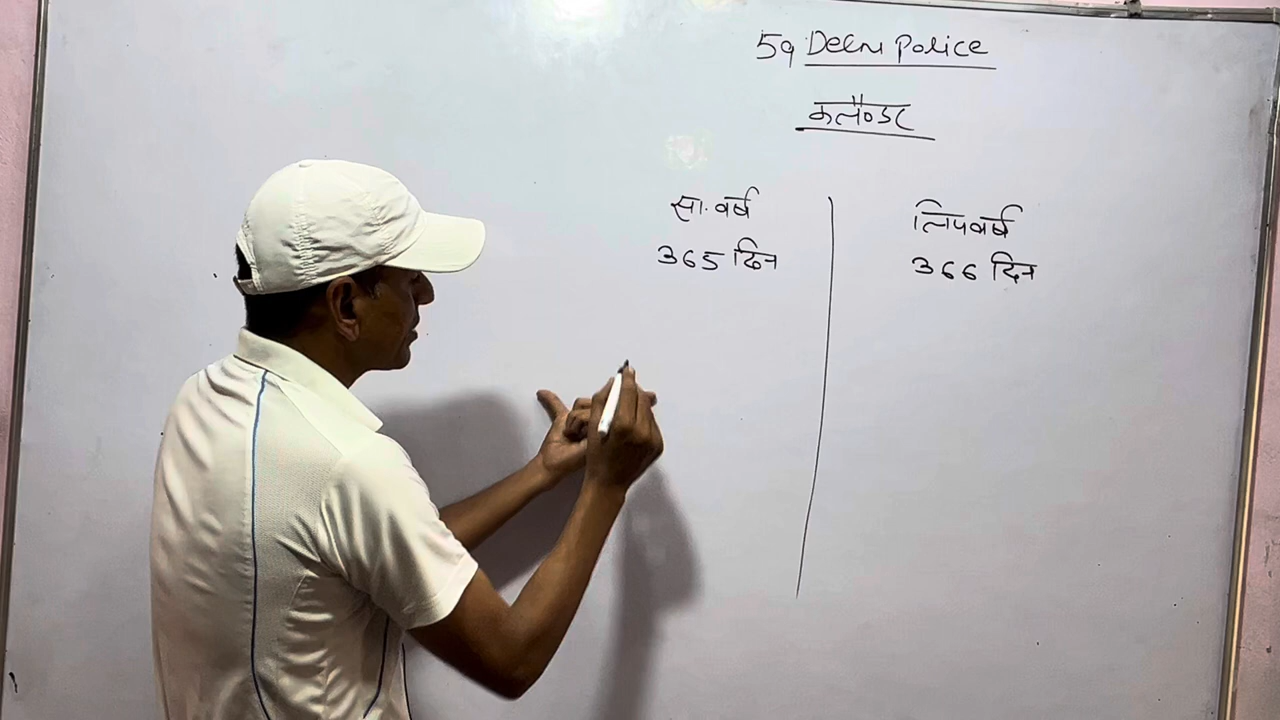 59 Delhi Police
कलैण्डर
सा. वर्ष
365 दिन
लिपवर्ष
366 दिन